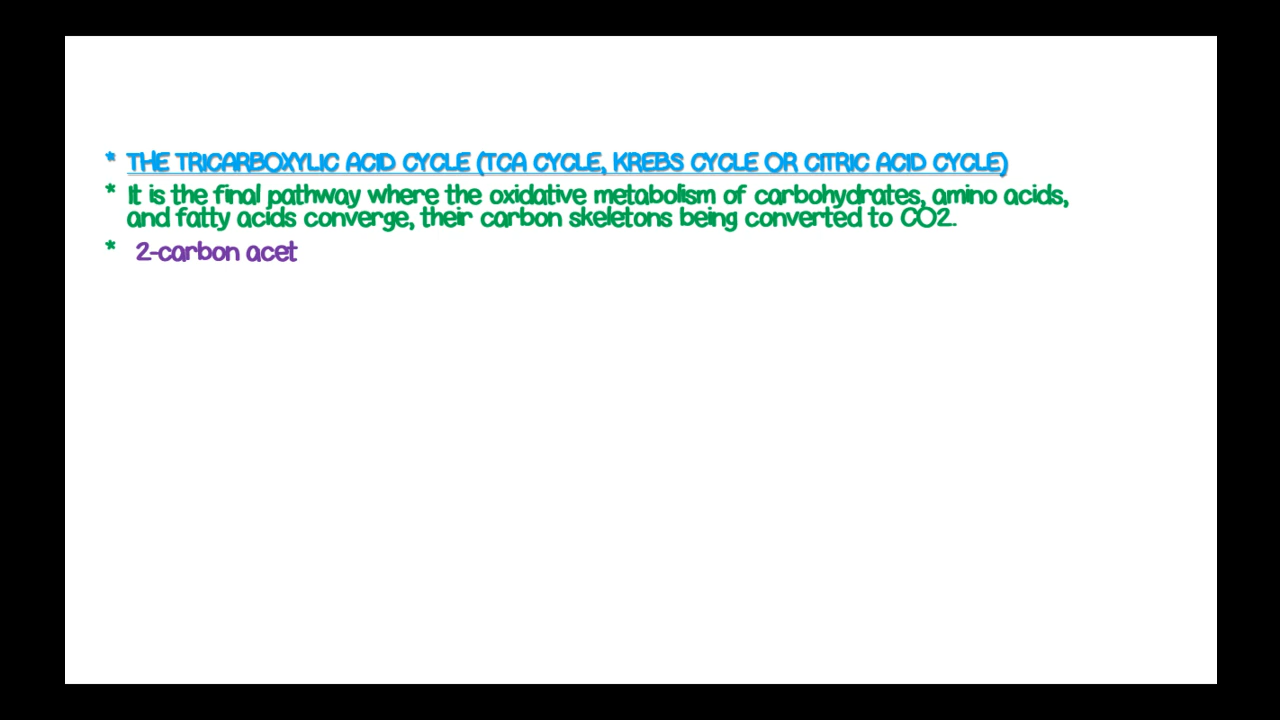 * THE TRICARBOXYLIC ACID CYCLE (TCA CYCLE, KREBS CYCLE OR CITRIC ACID CYCLE)
* It is the final pathway where the oxidative metabolism of carbohydrates, amino acids,
and fatty acids converge, their carbon skeletons being converted to CO2.
* 2-carbon acet